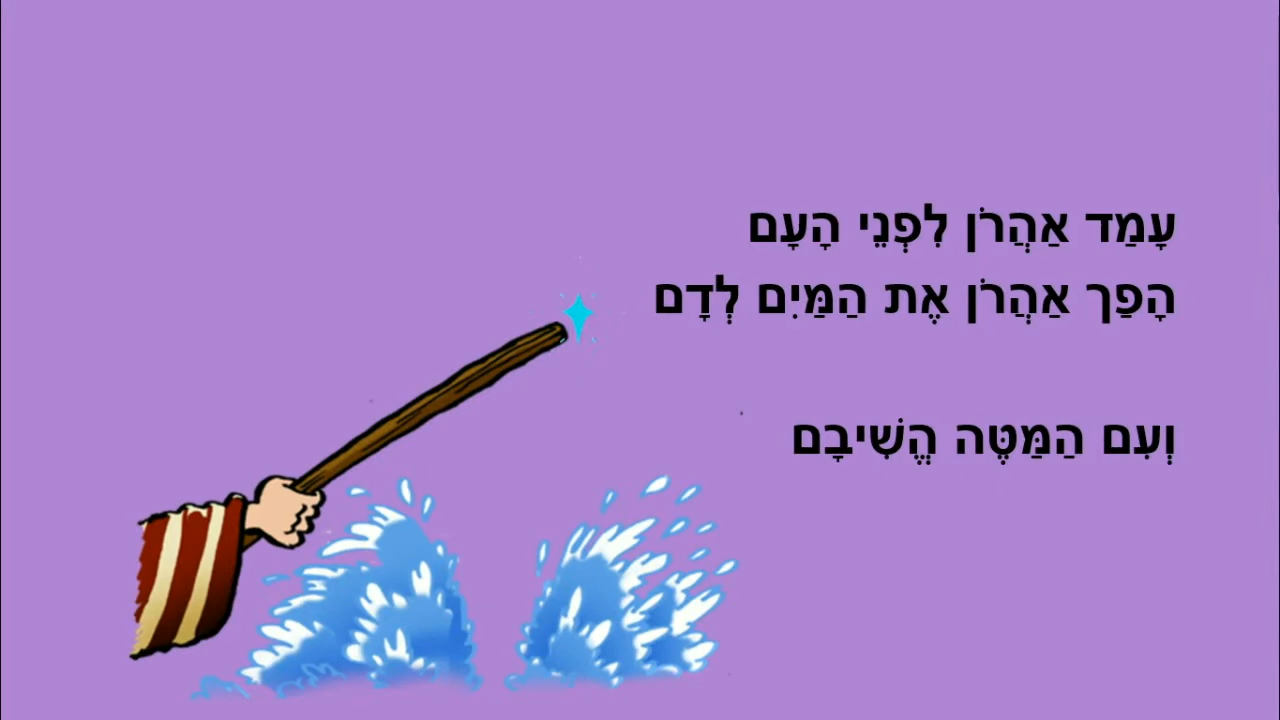 עָמַד אַהֲרֹן לִפְנֵי הָעָם
הָפַך אַהֲרֹן אֶת הַמַּיִם לְדָם
וְעִם הַמַּטֶּה הֱשִׁיבָם